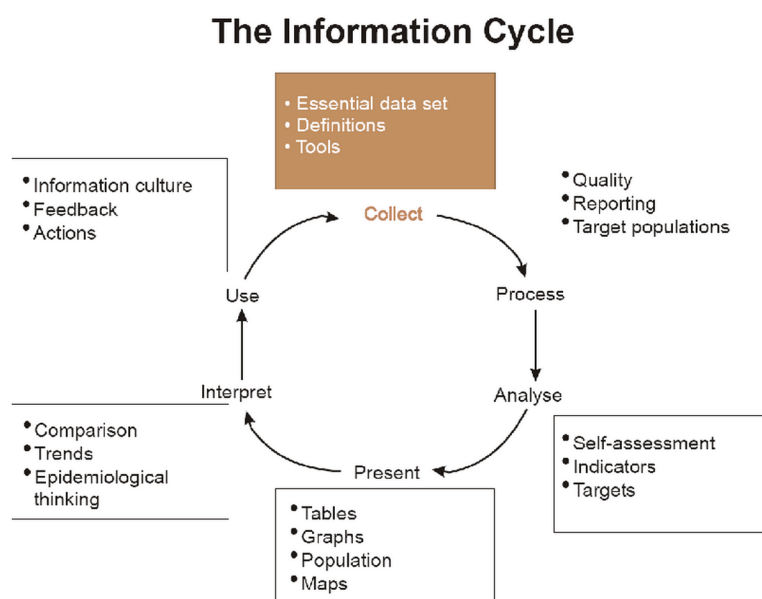 The Information Cycle
• Essential data set
• Definitions
• Tools
Collect
• Quality
• Reporting
• Target populations
Process
Analyse
• Self-assessment
• Indicators
• Targets
Present
• Tables
• Graphs
• Population
• Maps
Interpret
• Comparison
• Trends
• Epidemiological
thinking
Use
• Information culture
• Feedback
• Actions